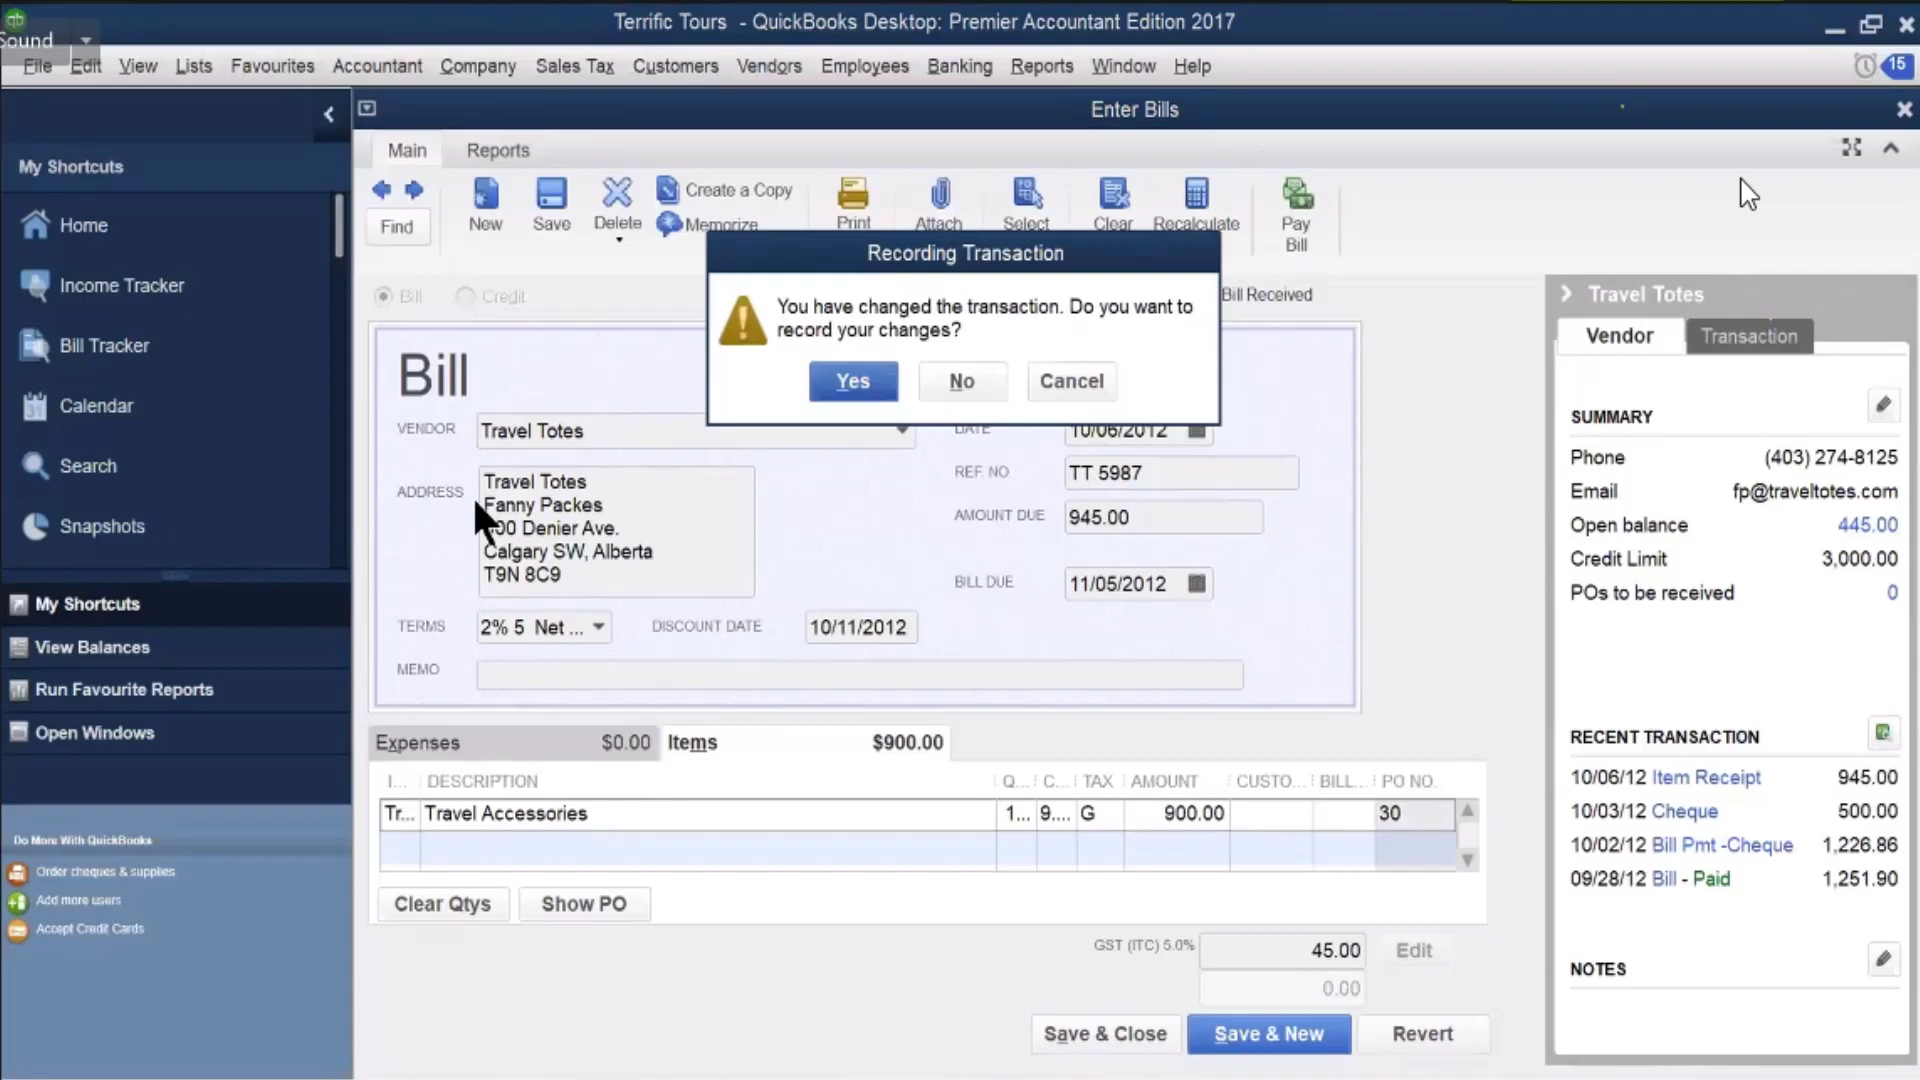 Terrific Tours - QuickBooks Desktop: Premier Accountant Edition 2017
Sound
File Edit View Lists Favourites Accountant Company Sales Tax Customers Vendors Employees Banking Reports Window Help
15
Enter Bills
My Shortcuts
Home
Income Tracker
Bill Tracker
Calendar
Search
Snapshots
My Shortcuts
View Balances
Run Favourite Reports
Open Windows
Do More With QuickBooks
Order cheques & supplies
Add more users
Accept Credit Cards
Main Reports
Find
New
Save
Delete
Create a Copy
Memorize
Print
Attach
Select
Clear
Recalculate
Pay
Bill
Recording Transaction
You have changed the transaction. Do you want to
record your changes?
Yes No Cancel
Bill Credit
Bill Received
Bill
VENDOR Travel Totes
DATE 10/06/2012
ADDRESS
Travel Totes
Fanny Packes
00 Denier Ave.
Calgary SW, Alberta
T9N 8C9
REF. NO TT 5987
AMOUNT DUE 945.00
BILL DUE 11/05/2012
TERMS 2% 5 Net ... DISCOUNT DATE 10/11/2012
MEMO
Expenses $0.00 Items $900.00
I... DESCRIPTION Q... C... TAX AMOUNT CUSTO... BILL... PO NO.
Tr... Travel Accessories 1... 9.... G 900.00 30
Clear Qtys Show PO
GST (ITC) 5.0% 45.00 Edit
0.00
Save & Close Save & New Revert
Travel Totes
Vendor Transaction
SUMMARY
Phone (403) 274-8125
Email fp@traveltotes.com
Open balance 445.00
Credit Limit 3,000.00
POs to be received 0
RECENT TRANSACTION
10/06/12 Item Receipt 945.00
10/03/12 Cheque 500.00
10/02/12 Bill Pmt -Cheque 1,226.86
09/28/12 Bill - Paid 1,251.90
NOTES